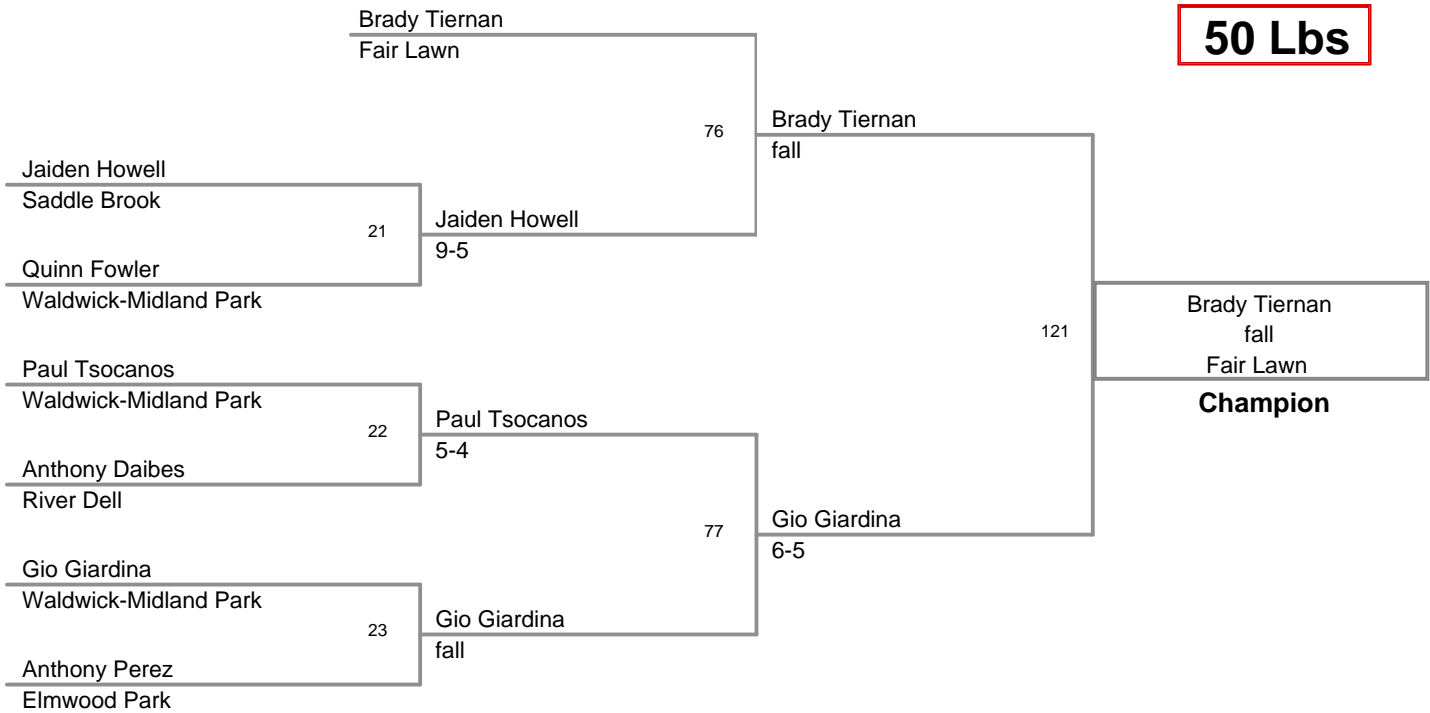 Brady Tiernan
Fair Lawn
50 Lbs
76
Brady Tiernan
fall
Jaiden Howell
Saddle Brook
21
Jaiden Howell
9-5
Quinn Fowler
Waldwick-Midland Park
121
Brady Tiernan
fall
Fair Lawn
Champion
Paul Tsocanos
Waldwick-Midland Park
22
Paul Tsocanos
5-4
Anthony Daibes
River Dell
77
Gio Giardina
6-5
Gio Giardina
Waldwick-Midland Park
23
Gio Giardina
fall
Anthony Perez
Elmwood Park